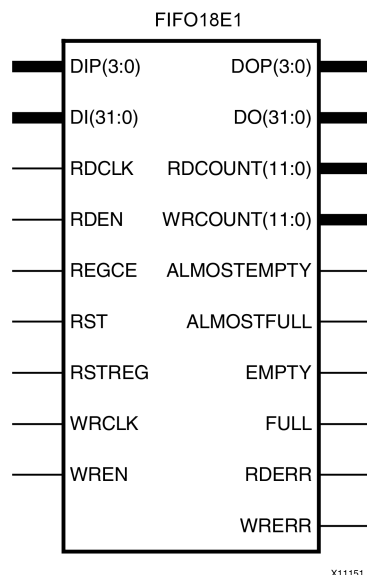 FIFO18E1
DIP(3:0) DOP(3:0)
DI(31:0) DO(31:0)
RDCLK RDCOUNT(11:0)
RDEN WRCOUNT(11:0)
REGCE ALMOSTEMPTY
RST ALMOSTFULL
RSTREG EMPTY
WRCLK FULL
WREN RDERR
WRERR
X11151